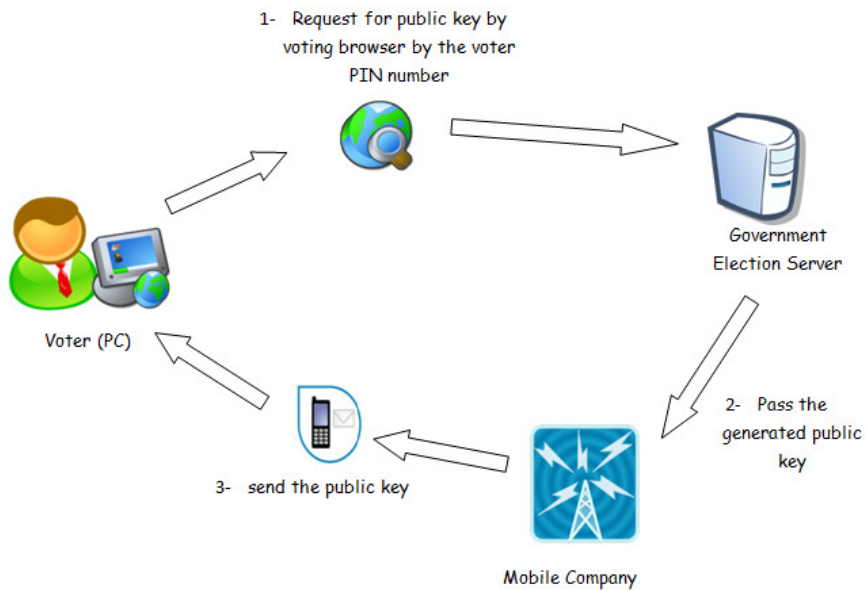 1- Request for public key by
voting browser by the voter
PIN number
Government
Election Server
Voter (PC)
2- Pass the
generated public
key
3- send the public key
Mobile Company